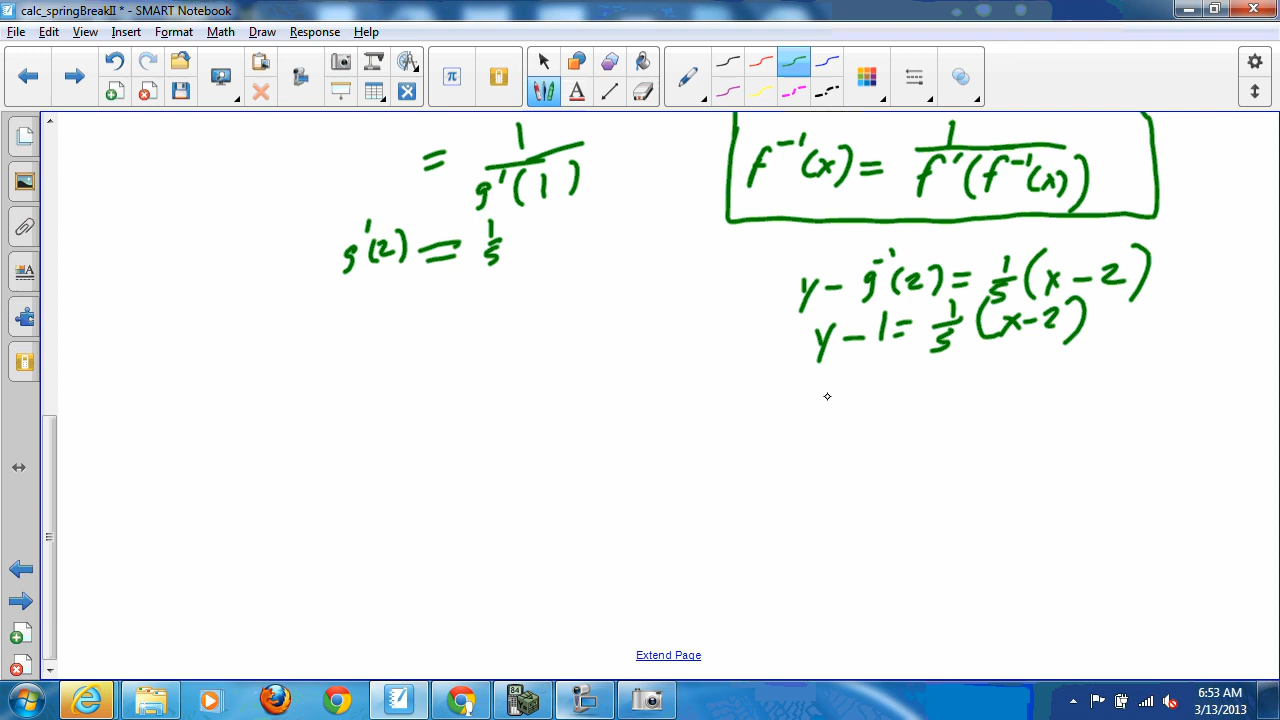 calc_springBreakII * - SMART Notebook
File Edit View Insert Format Math Draw Response Help
= 1/g'(1)
g'(2) = 1/5
f⁻¹(x) = 1/f'(f⁻¹(x))
y - g⁻¹(2) = 1/5(x - 2)
y - 1 = 1/5(x - 2)
Extend Page
6:53 AM
3/13/2013